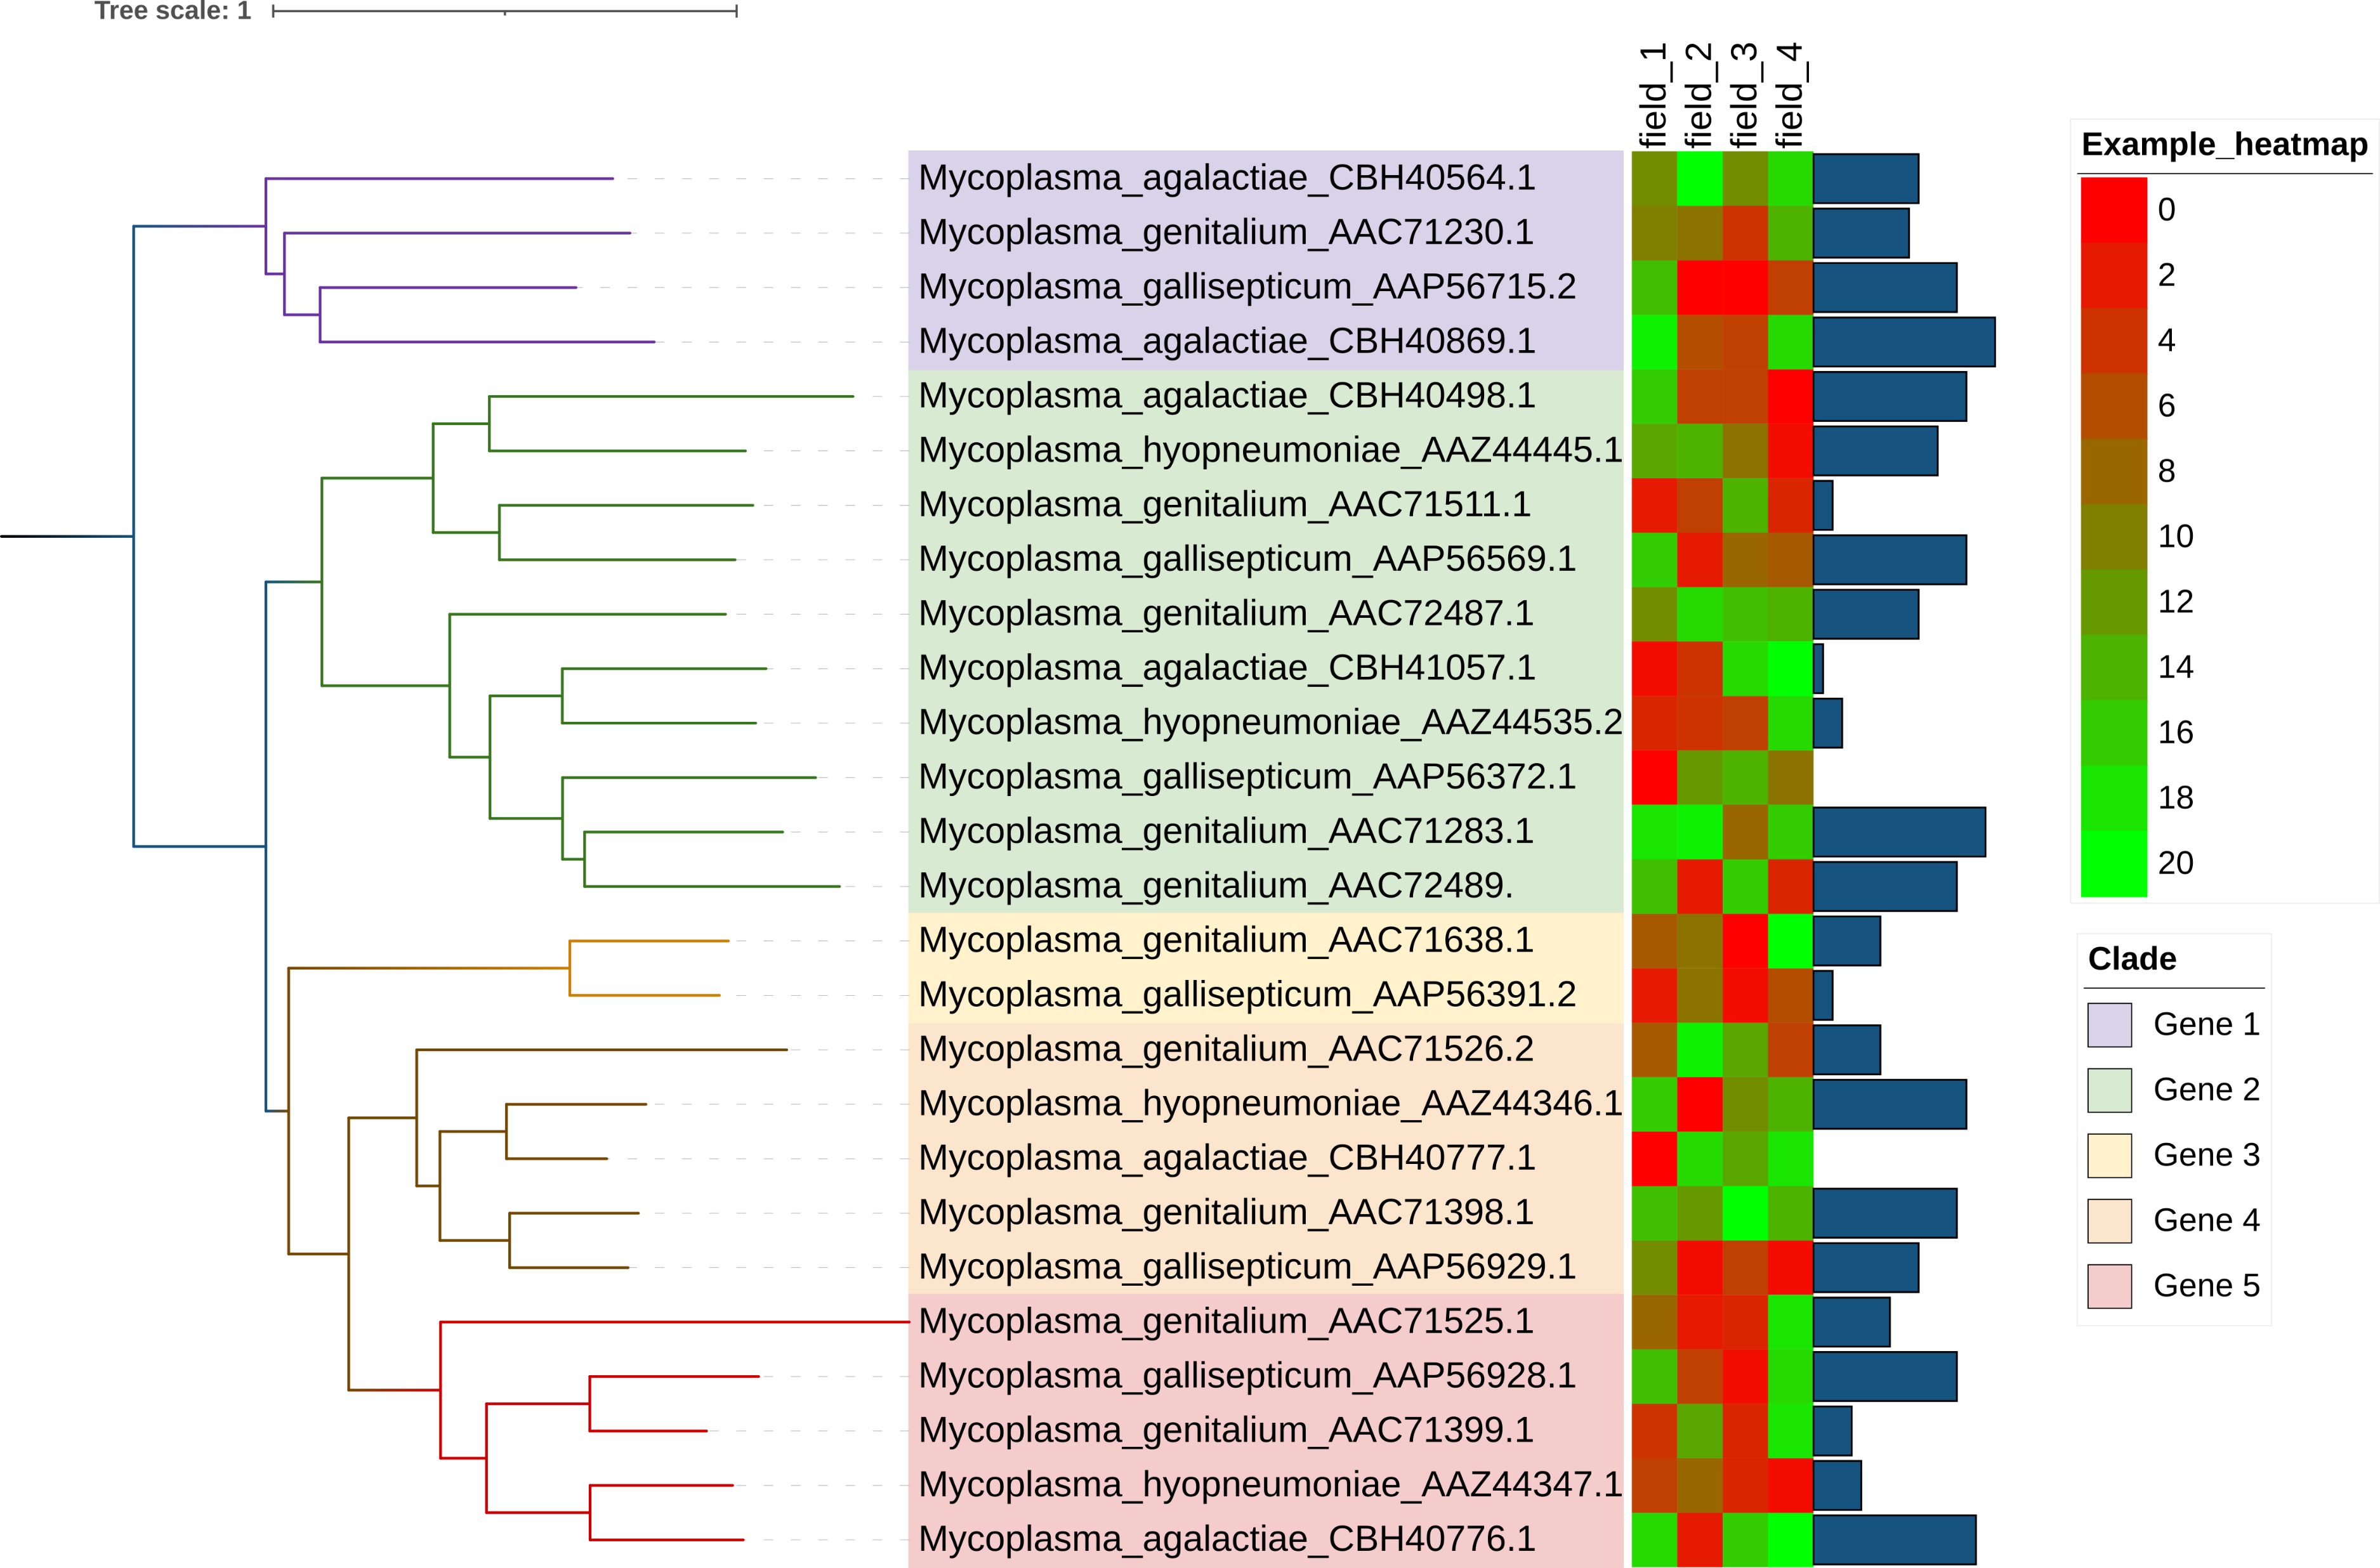 Tree scale: 1
field_1
field_2
field_3
field_4
Mycoplasma_agalactiae_CBH40564.1
Mycoplasma_genitalium_AAC71230.1
Mycoplasma_gallisepticum_AAP56715.2
Mycoplasma_agalactiae_CBH40869.1
Mycoplasma_agalactiae_CBH40498.1
Mycoplasma_hyopneumoniae_AAZ44445.1
Mycoplasma_genitalium_AAC71511.1
Mycoplasma_gallisepticum_AAP56569.1
Mycoplasma_genitalium_AAC72487.1
Mycoplasma_agalactiae_CBH41057.1
Mycoplasma_hyopneumoniae_AAZ44535.2
Mycoplasma_gallisepticum_AAP56372.1
Mycoplasma_genitalium_AAC71283.1
Mycoplasma_genitalium_AAC72489.
Mycoplasma_genitalium_AAC71638.1
Mycoplasma_gallisepticum_AAP56391.2
Mycoplasma_genitalium_AAC71526.2
Mycoplasma_hyopneumoniae_AAZ44346.1
Mycoplasma_agalactiae_CBH40777.1
Mycoplasma_genitalium_AAC71398.1
Mycoplasma_gallisepticum_AAP56929.1
Mycoplasma_genitalium_AAC71525.1
Mycoplasma_gallisepticum_AAP56928.1
Mycoplasma_genitalium_AAC71399.1
Mycoplasma_hyopneumoniae_AAZ44347.1
Mycoplasma_agalactiae_CBH40776.1
Example_heatmap
0
2
4
6
8
10
12
14
16
18
20
Clade
Gene 1
Gene 2
Gene 3
Gene 4
Gene 5